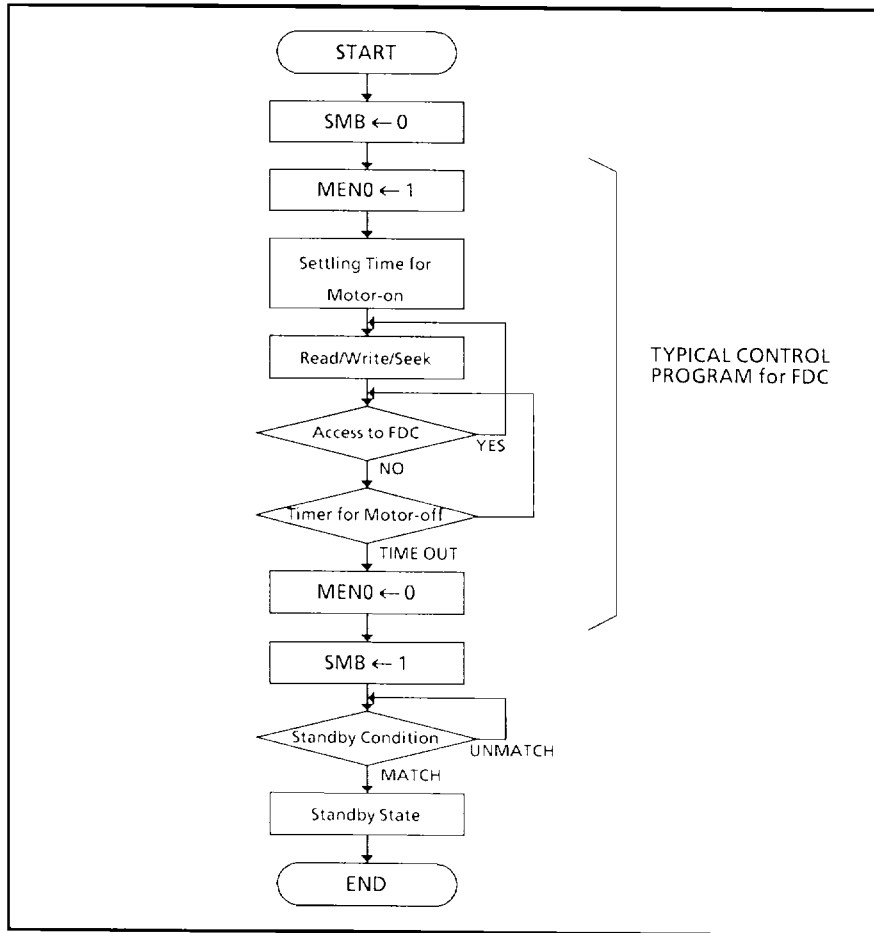 START
SMB ← 0
MEN0 ← 1
Settling Time for
Motor-on
Read/Write/Seek
Access to FDC
YES
NO
Timer for Motor-off
TIME OUT
MEN0 ← 0
SMB ← 1
Standby Condition
UNMATCH
MATCH
Standby State
END
TYPICAL CONTROL
PROGRAM for FDC